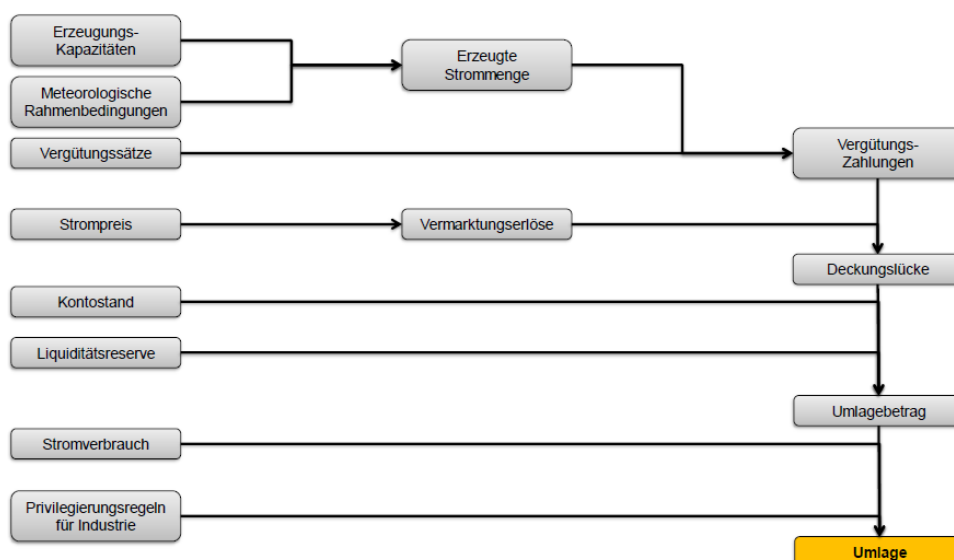 Erzeugungs-
Kapazitäten
Erzeugte
Strommenge
Meteorologische
Rahmenbedingungen
Vergütungssätze
Vergütungs-
Zahlungen
Strompreis
Vermarktungserlöse
Deckungslücke
Kontostand
Liquiditätsreserve
Umlagebetrag
Stromverbrauch
Privilegierungsregeln
für Industrie
Umlage